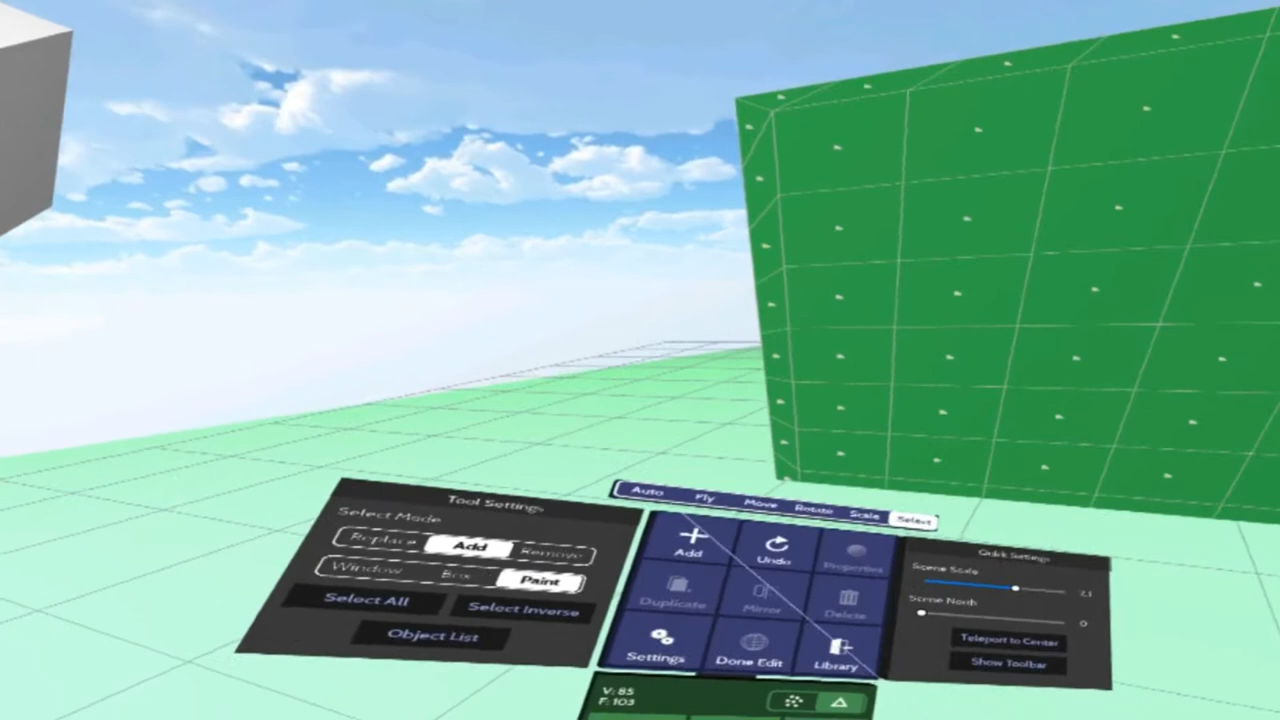 Auto Fly Move Rotate Scale Select
Tool Settings
Select Mode
Replace Add Remove
Window Box Paint
Select All Select Inverse
Object List
Add Undo Properties
Duplicate Mirror Delete
Settings Done Edit Library
Quick Settings
Scene Scale
Scene North
0
Teleport to Center
Show Toolbar
V: 85
F: 103